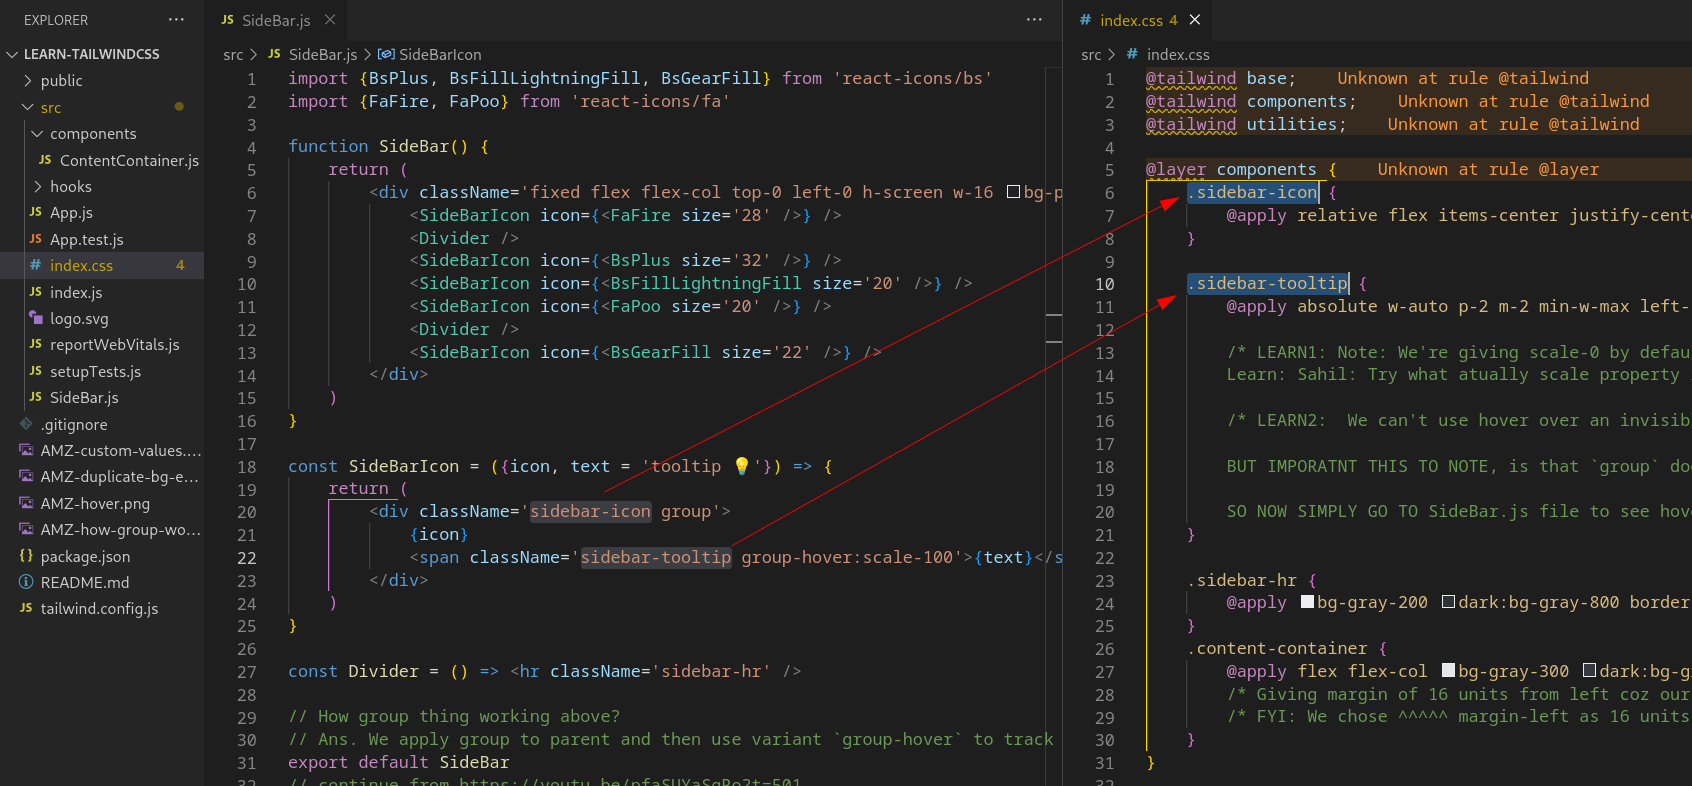 EXPLORER
LEARN-TAILWINDCSS
public
src
components
ContentContainer.js
hooks
App.js
App.test.js
index.css 4
index.js
logo.svg
reportWebVitals.js
setupTests.js
SideBar.js
.gitignore
AMZ-custom-values....
AMZ-duplicate-bg-e...
AMZ-hover.png
AMZ-how-group-wo...
package.json
README.md
tailwind.config.js
JS SideBar.js
src > JS SideBar.js > SideBarIcon
1 import {BsPlus, BsFillLightningFill, BsGearFill} from 'react-icons/bs'
2 import {FaFire, FaPoo} from 'react-icons/fa'
3
4 function SideBar() {
5 return (
6 <div className='fixed flex flex-col top-0 left-0 h-screen w-16 bg-p
7 <SideBarIcon icon={<FaFire size='28' />} />
8 <Divider />
9 <SideBarIcon icon={<BsPlus size='32' />} />
10 <SideBarIcon icon={<BsFillLightningFill size='20' />} />
11 <SideBarIcon icon={<FaPoo size='20' />} />
12 <Divider />
13 <SideBarIcon icon={<BsGearFill size='22' />} />
14 </div>
15 )
16 }
17
18 const SideBarIcon = ({icon, text = 'tooltip 💡'}) => {
19 return (
20 <div className='sidebar-icon group'>
21 {icon}
22 <span className='sidebar-tooltip group-hover:scale-100'>{text}</s
23 </div>
24 )
25 }
26
27 const Divider = () => <hr className='sidebar-hr' />
28
29 // How group thing working above?
30 // Ans. We apply group to parent and then use variant `group-hover` to track
31 export default SideBar
32 // continue from https://youtu.be/pfaSUYaSgRo?t=501
# index.css 4
src > # index.css
1 @tailwind base; Unknown at rule @tailwind
2 @tailwind components; Unknown at rule @tailwind
3 @tailwind utilities; Unknown at rule @tailwind
4
5 @layer components { Unknown at rule @layer
6 .sidebar-icon {
7 @apply relative flex items-center justify-cente
8 }
9
10 .sidebar-tooltip {
11 @apply absolute w-auto p-2 m-2 min-w-max left-
12
13 /* LEARN1: Note: We're giving scale-0 by defau
14 Learn: Sahil: Try what atually scale property
15
16 /* LEARN2:  We can't use hover over an invisib
17
18 BUT IMPORATNT THIS TO NOTE, is that `group` doe
19
20 SO NOW SIMPLY GO TO SideBar.js file to see hove
21 }
22
23 .sidebar-hr {
24 @apply bg-gray-200 dark:bg-gray-800 border
25 }
26 .content-container {
27 @apply flex flex-col bg-gray-300 dark:bg-g
28 /* Giving margin of 16 units from left coz our
29 /* FYI: We chose ^^^^^ margin-left as 16 units
30 }
31 }
32